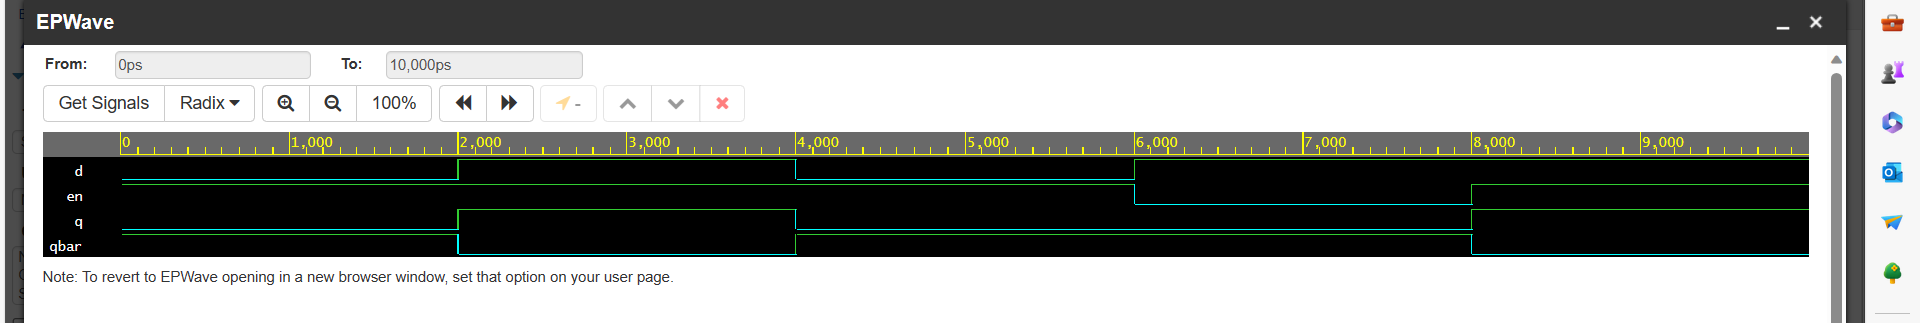 EPWave
From: 0ps To: 10,000ps
Get Signals Radix 100% -
0 1,000 2,000 3,000 4,000 5,000 6,000 7,000 8,000 9,000
d
en
q
qbar
Note: To revert to EPWave opening in a new browser window, set that option on your user page.